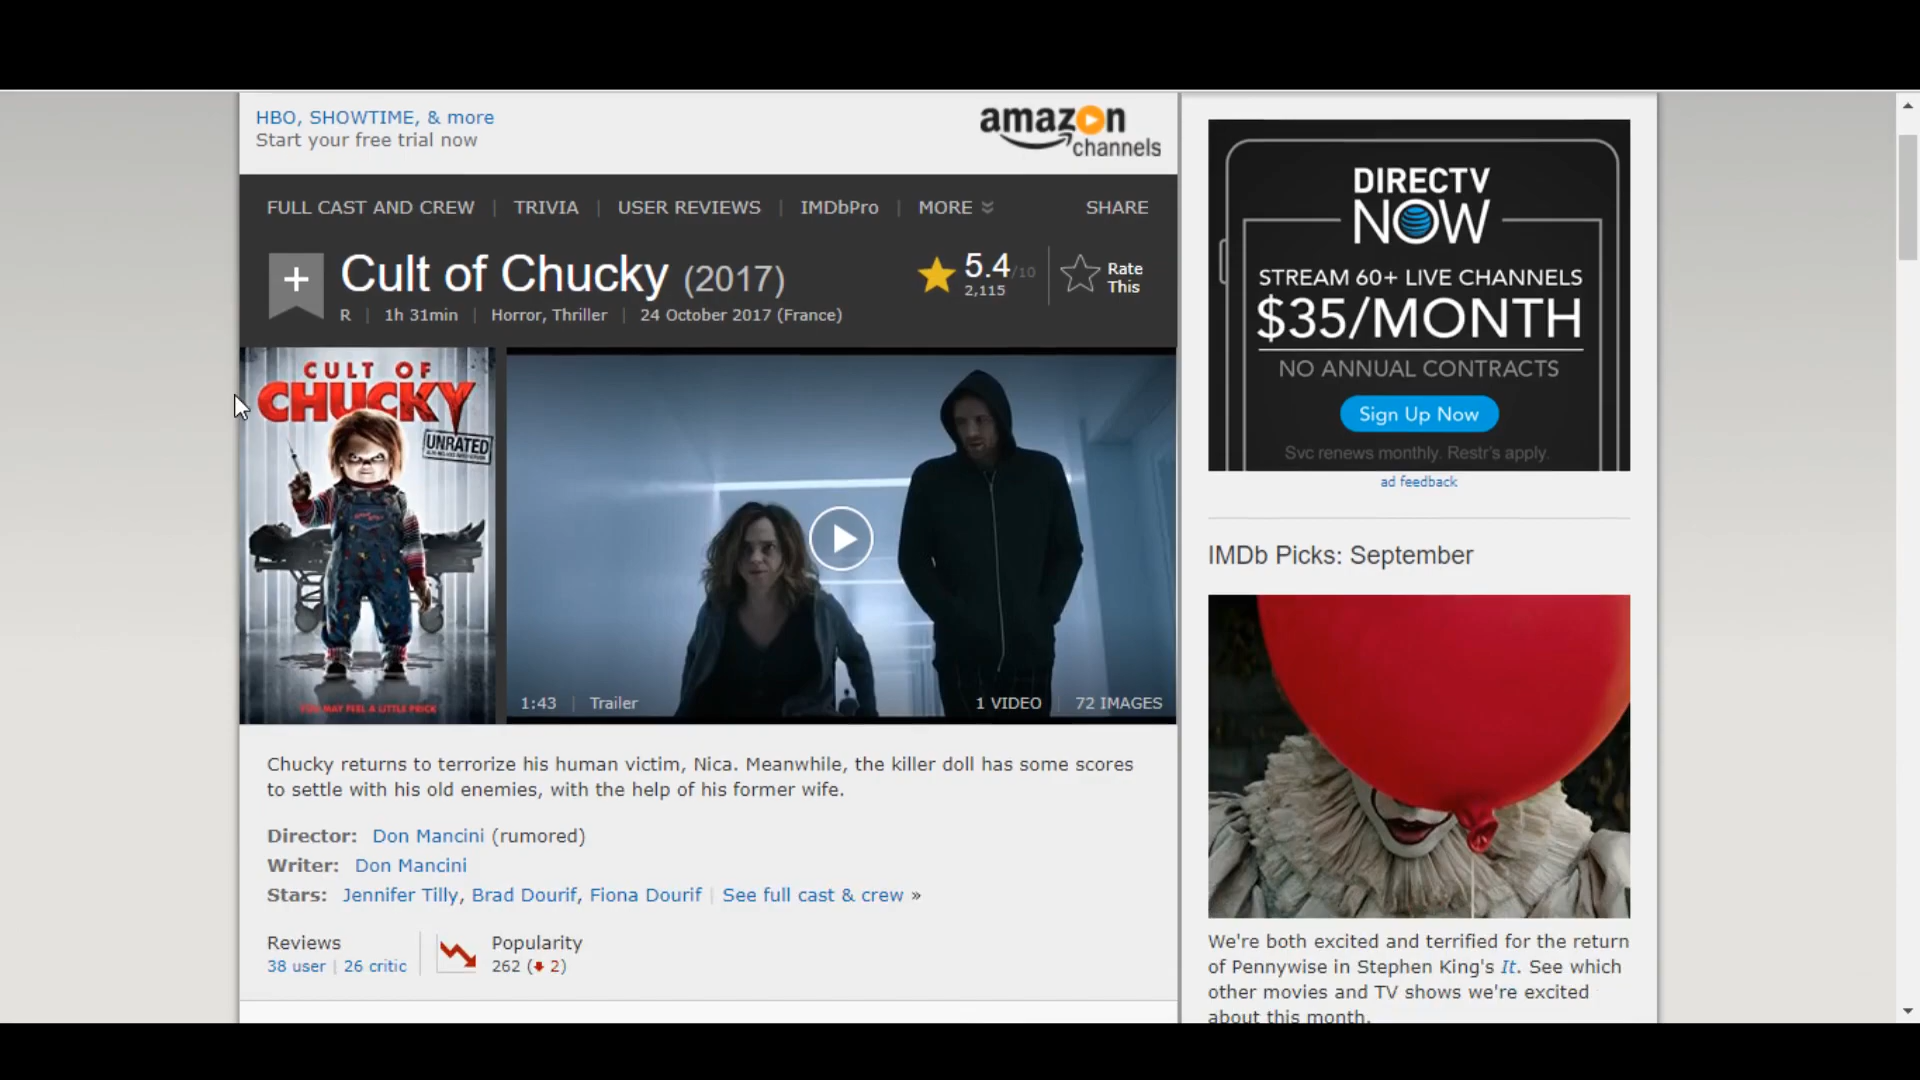 HBO, SHOWTIME, & more
Start your free trial now
amazon
channels
FULL CAST AND CREW | TRIVIA | USER REVIEWS | IMDbPro | MORE SHARE
+ Cult of Chucky (2017)
R | 1h 31min | Horror, Thriller | 24 October 2017 (France)
5.4/10
2,115
Rate
This
CULT OF
CHUCKY
UNRATED
YOU MAY FEEL A LITTLE PRICK
1:43 | Trailer
1 VIDEO | 72 IMAGES
Chucky returns to terrorize his human victim, Nica. Meanwhile, the killer doll has some scores
to settle with his old enemies, with the help of his former wife.
Director: Don Mancini (rumored)
Writer: Don Mancini
Stars: Jennifer Tilly, Brad Dourif, Fiona Dourif | See full cast & crew »
Reviews
38 user | 26 critic
Popularity
262 (2)
DIRECTV
NOW
STREAM 60+ LIVE CHANNELS
$35/MONTH
NO ANNUAL CONTRACTS
Sign Up Now
Svc renews monthly. Restr's apply.
ad feedback
IMDb Picks: September
We're both excited and terrified for the return
of Pennywise in Stephen King's It. See which
other movies and TV shows we're excited
about this month.